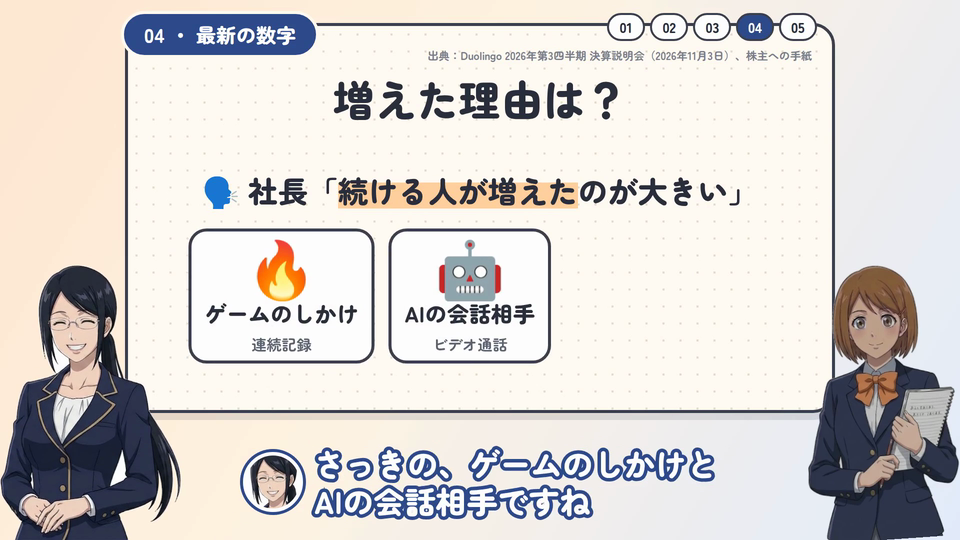 04 ・ 最新の数字
01 02 03 04 05
出典：Duolingo 2026年第3四半期 決算説明会（2026年11月3日）、株主への手紙
増えた理由は？
社長「続ける人が増えたのが大きい」
ゲームのしかけ
連続記録
AIの会話相手
ビデオ通話
さっきの、ゲームのしかけと
AIの会話相手ですね